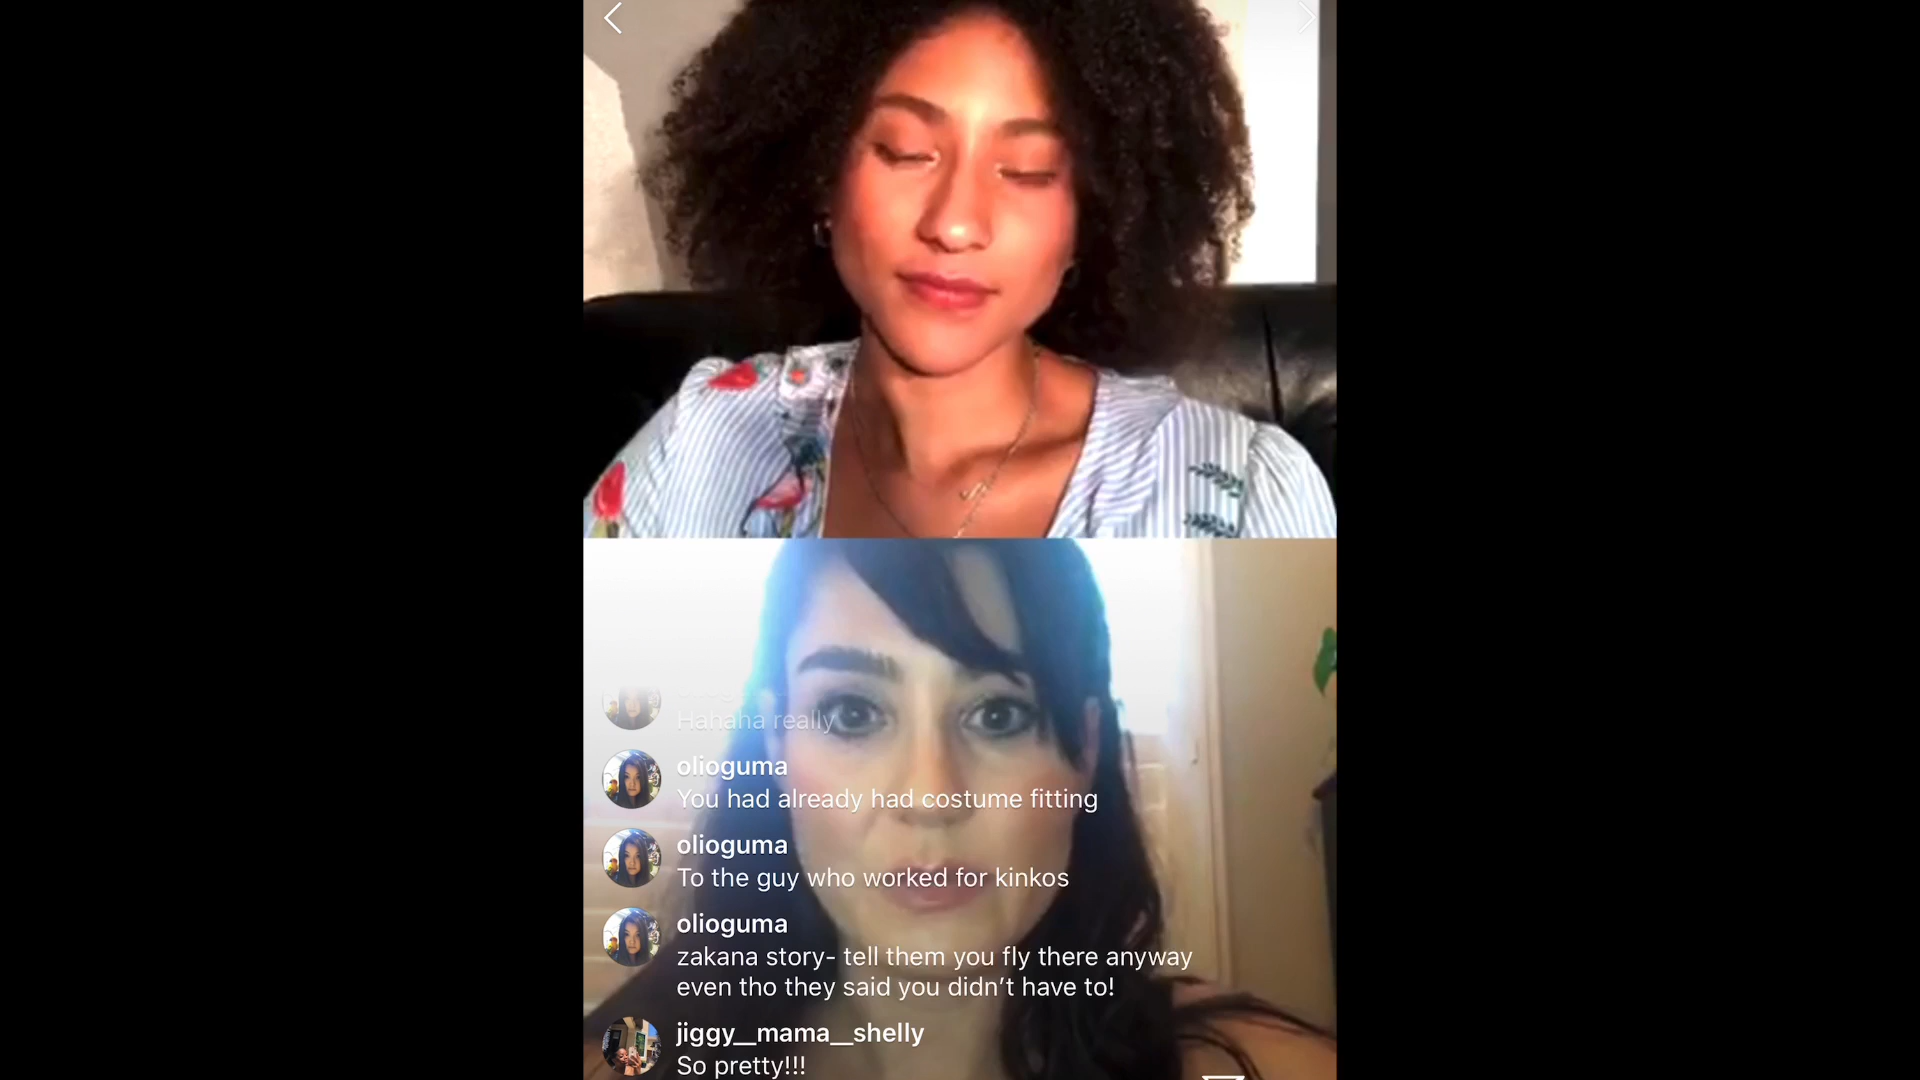 Hahaha really
olioguma
You had already had costume fitting
olioguma
To the guy who worked for kinkos
olioguma
zakana story- tell them you fly there anyway
even tho they said you didn’t have to!
jiggy__mama__shelly
So pretty!!!